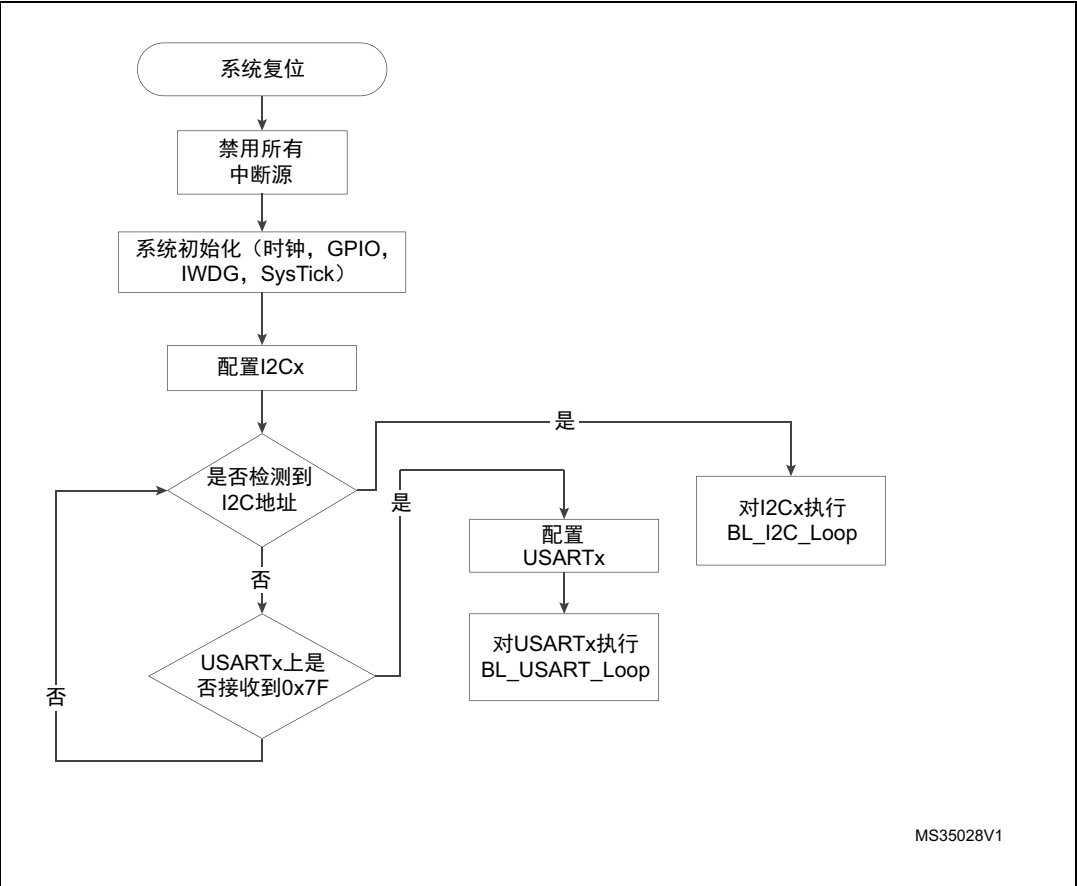 系统复位
禁用所有
中断源
系统初始化（时钟，GPIO，
IWDG，SysTick）
配置I2Cx
是
是否检测到
I2C地址
是
对I2Cx执行
BL_I2C_Loop
配置
USARTx
否
对USARTx执行
BL_USART_Loop
USARTx上是
否接收到0x7F
否
MS35028V1